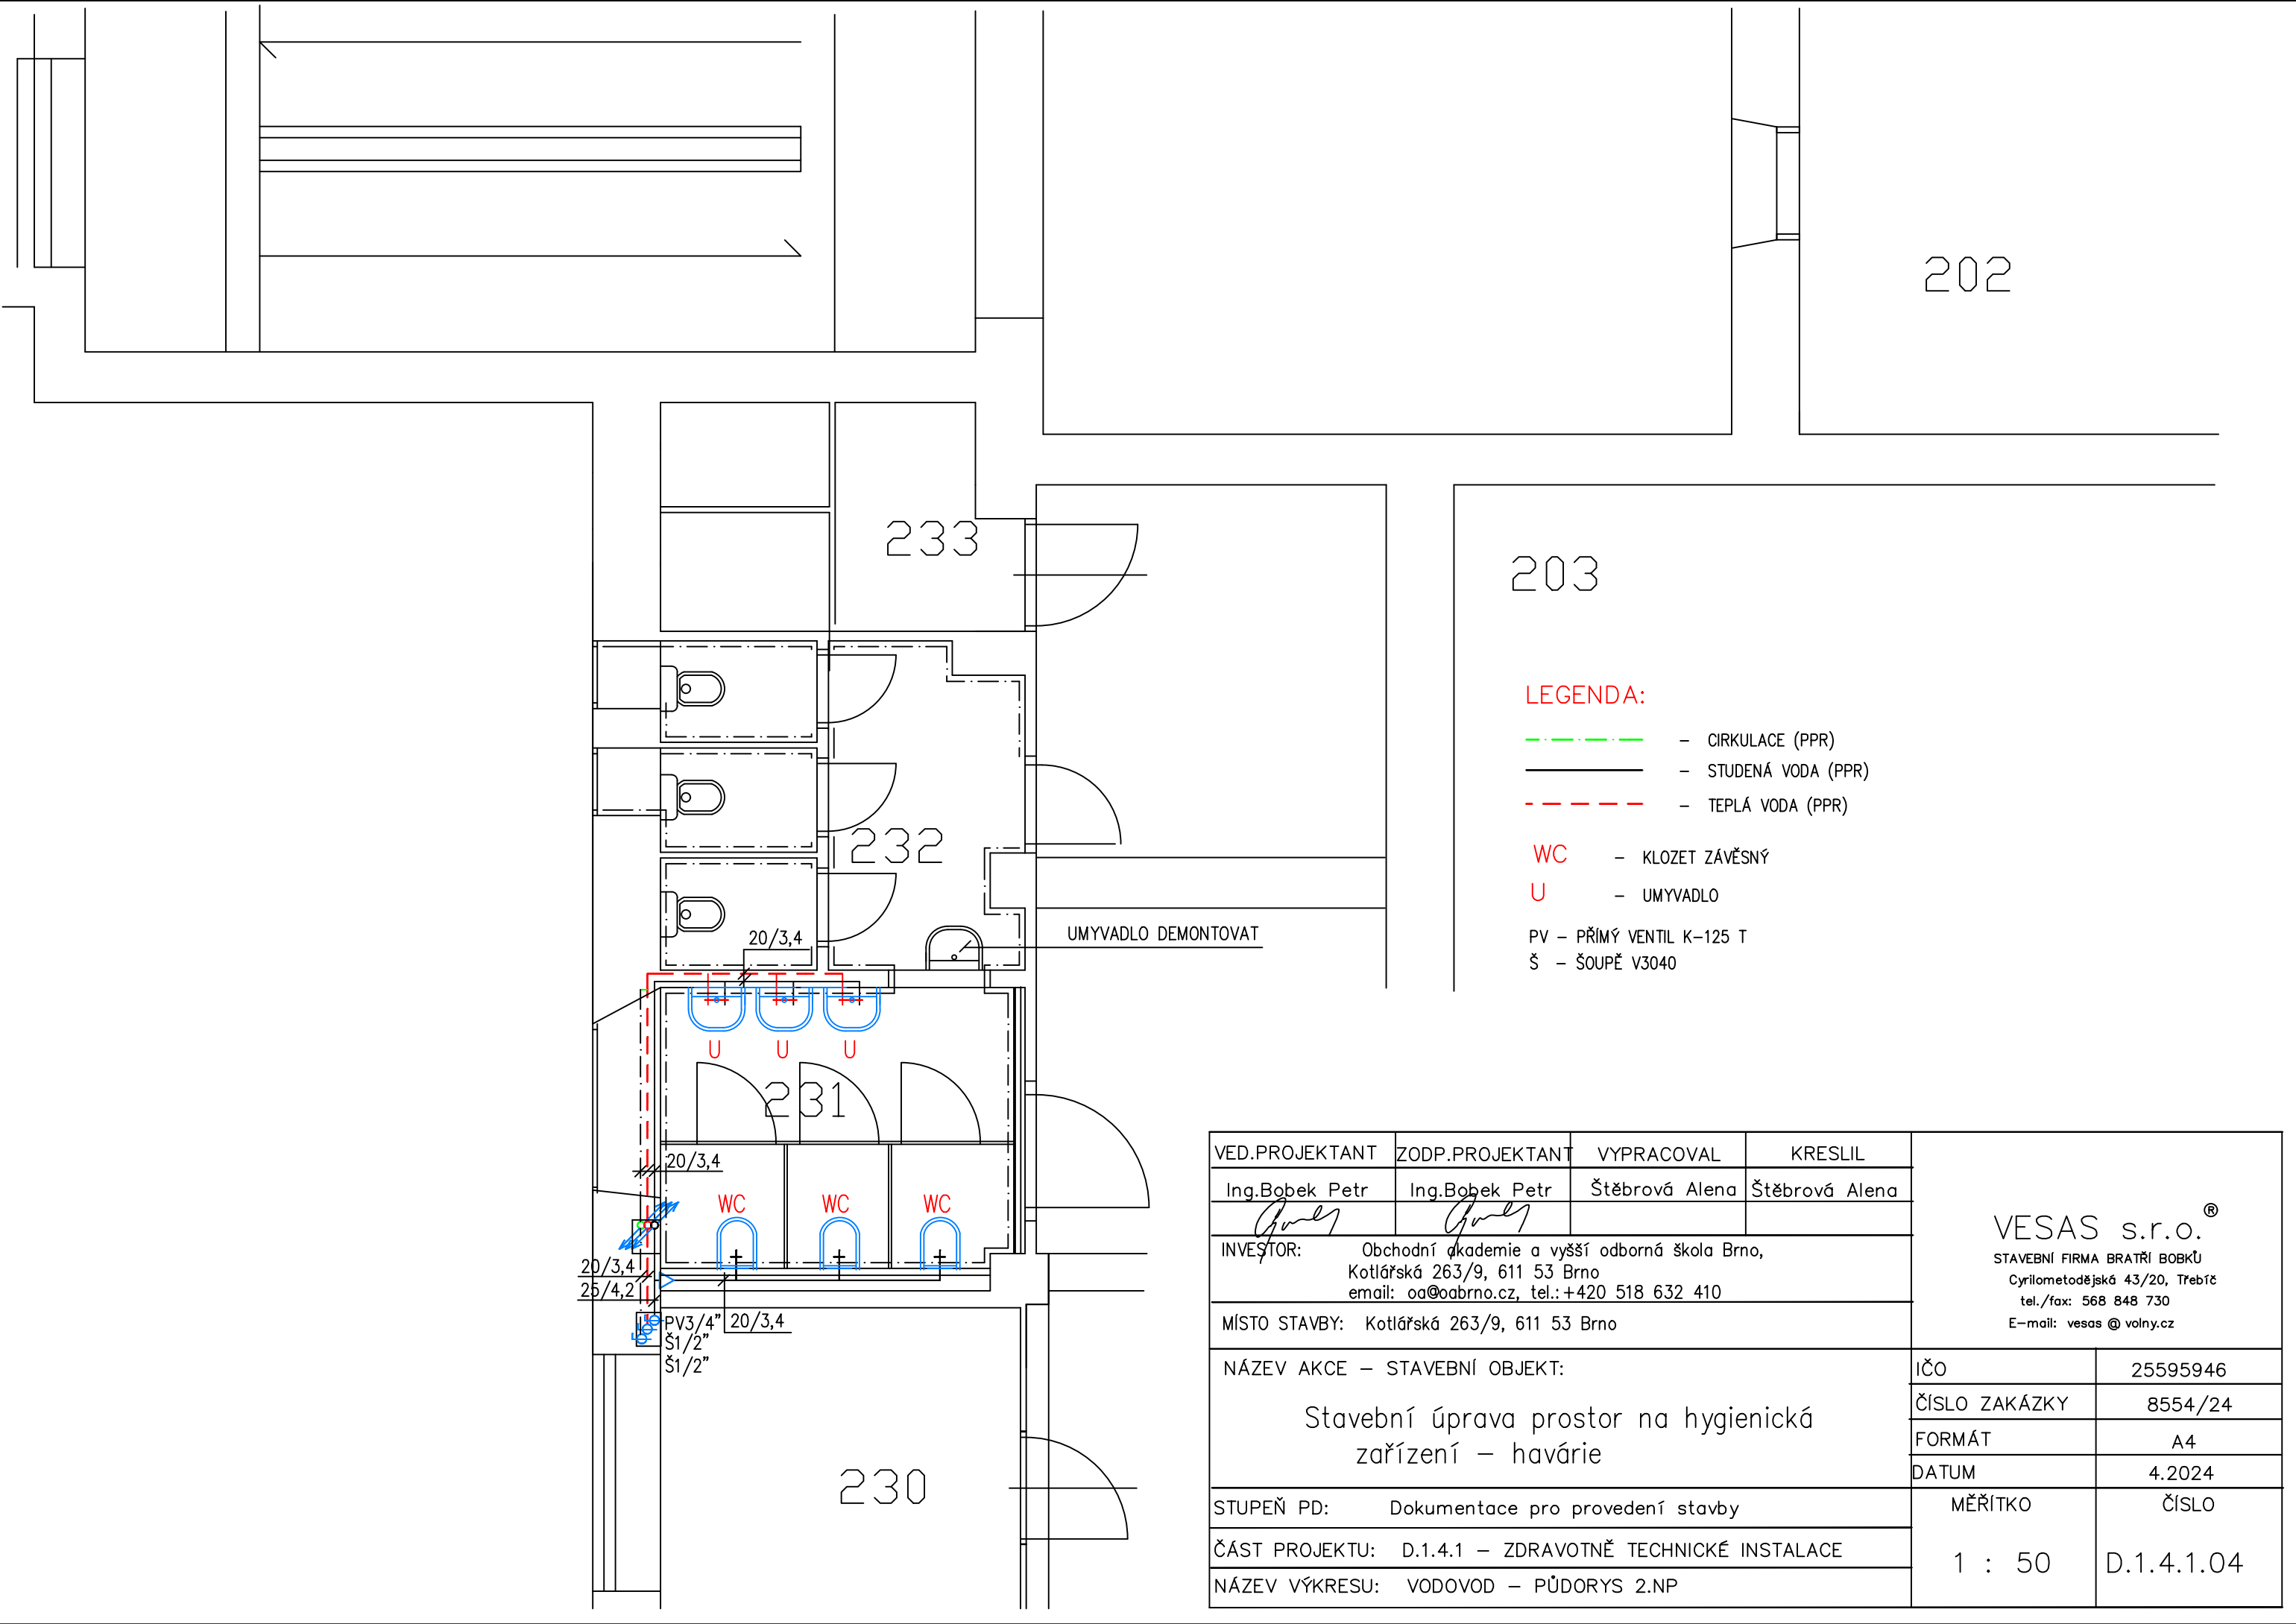 202
233
203
LEGENDA:
– CIRKULACE (PPR)
– STUDENÁ VODA (PPR)
– TEPLÁ VODA (PPR)
232
WC – KLOZET ZÁVĚSNÝ
U – UMYVADLO
PV – PŘÍMÝ VENTIL K–125 T
Š – ŠOUPĚ V3040
20/3,4
UMYVADLO DEMONTOVAT
U U U
231
20/3,4
WC WC WC
20/3,4
25/4,2
PV3/4"
Š1/2"
Š1/2"
20/3,4
230
VED.PROJEKTANT ZODP.PROJEKTANT VYPRACOVAL KRESLIL
Ing.Bobek Petr Ing.Bobek Petr Štěbrová Alena Štěbrová Alena
INVESTOR: Obchodní akademie a vyšší odborná škola Brno,
Kotlářská 263/9, 611 53 Brno
email: oa@oabrno.cz, tel.:+420 518 632 410
MÍSTO STAVBY: Kotlářská 263/9, 611 53 Brno
VESAS s.r.o.®
STAVEBNÍ FIRMA BRATŘÍ BOBKŮ
Cyrilometodějská 43/20, Třebíč
tel./fax: 568 848 730
E–mail: vesas @ volny.cz
NÁZEV AKCE – STAVEBNÍ OBJEKT:
Stavební úprava prostor na hygienická
zařízení – havárie
IČO 25595946
ČÍSLO ZAKÁZKY 8554/24
FORMÁT A4
DATUM 4.2024
STUPEŇ PD: Dokumentace pro provedení stavby
ČÁST PROJEKTU: D.1.4.1 – ZDRAVOTNĚ TECHNICKÉ INSTALACE
NÁZEV VÝKRESU: VODOVOD – PŮDORYS 2.NP
MĚŘÍTKO ČÍSLO
1 : 50 D.1.4.1.04